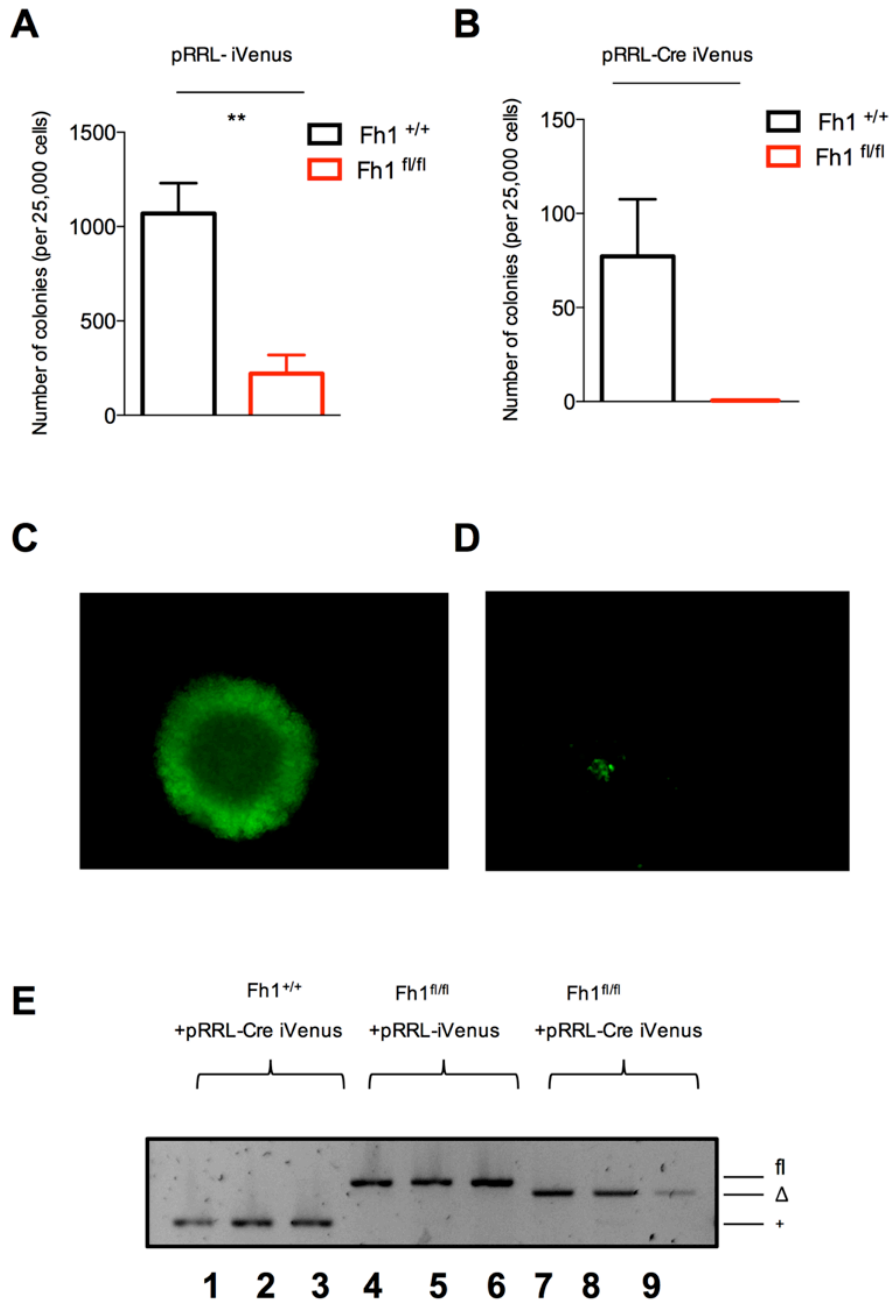 A
pRRL- iVenus
**
Number of colonies (per 25,000 cells)
1500
1000
500
0
Fh1 +/+
Fh1 fl/fl
B
pRRL-Cre iVenus
Number of colonies (per 25,000 cells)
150
100
50
0
Fh1 +/+
Fh1 fl/fl
C
D
E
Fh1+/+
+pRRL-Cre iVenus
Fh1fl/fl
+pRRL-iVenus
Fh1fl/fl
+pRRL-Cre iVenus
fl
Δ
+
1 2 3 4 5 6 7 8 9